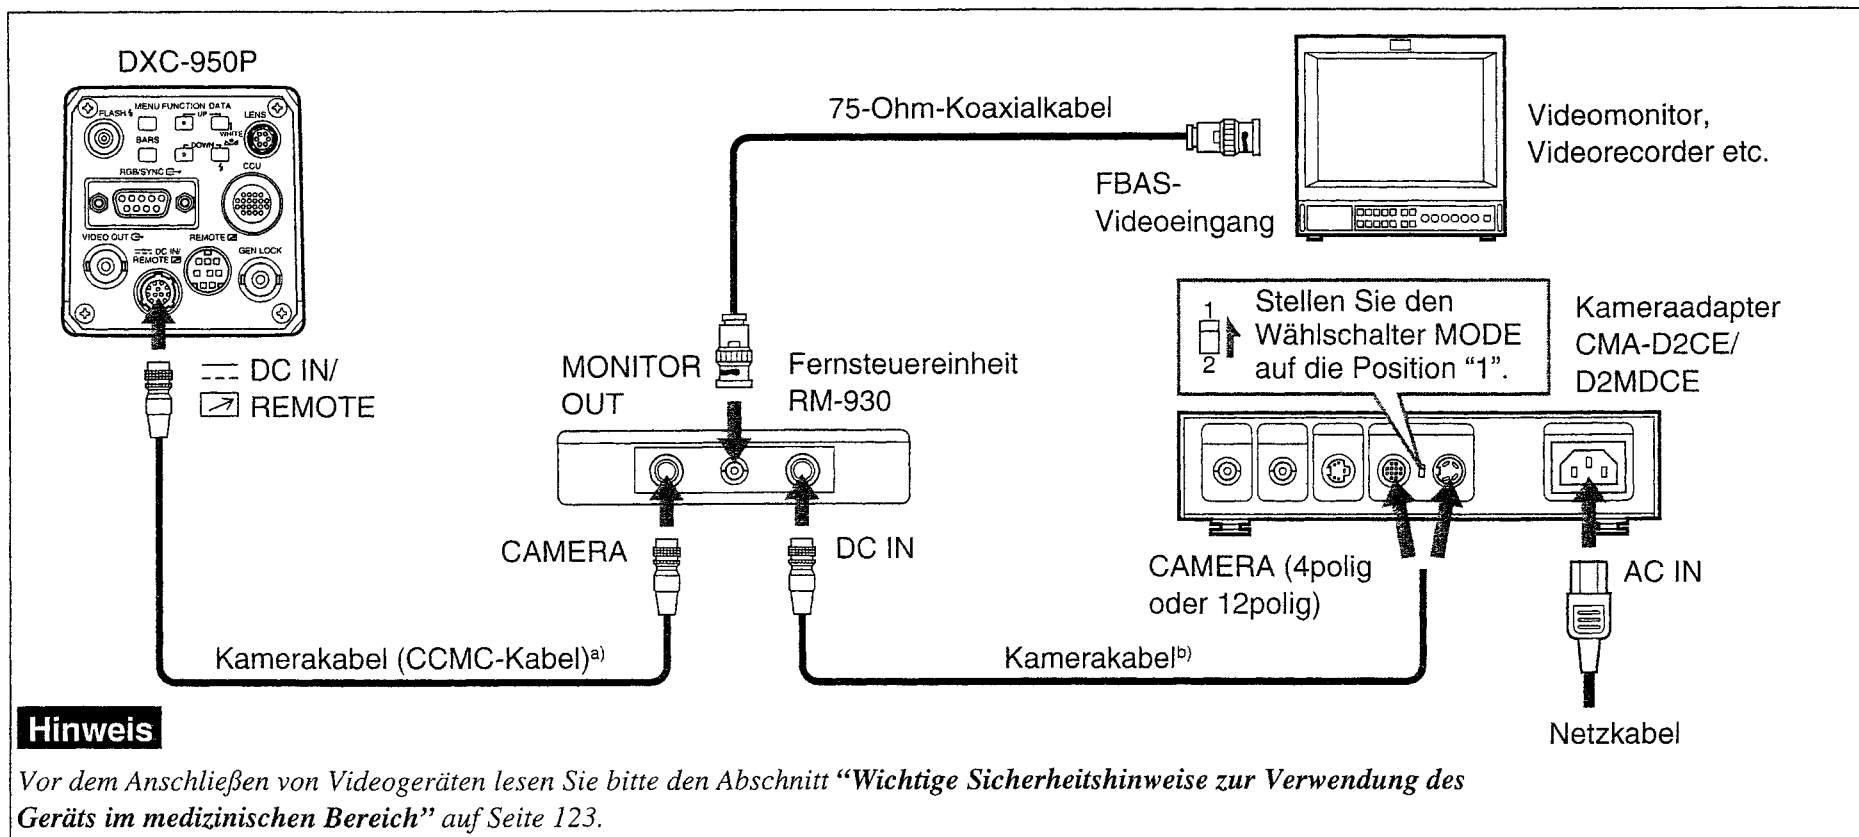 DXC-950P
MENU FUNCTION DATA
FLASH
UP
LENS
WHITE
BARS
DOWN
CCU
RGB/SYNC
VIDEO OUT
DC IN/
REMOTE
REMOTE
GEN LOCK
DC IN/
REMOTE
75-Ohm-Koaxialkabel
FBAS-
Videoeingang
Videomonitor,
Videorecorder etc.
MONITOR
OUT
Fernsteuereinheit
RM-930
1
2
Stellen Sie den
Wählschalter MODE
auf die Position “1”.
Kameraadapter
CMA-D2CE/
D2MDCE
CAMERA
DC IN
CAMERA (4polig
oder 12polig)
AC IN
Kamerakabel (CCMC-Kabel)a)
Kamerakabelb)
Netzkabel
Hinweis
Vor dem Anschließen von Videogeräten lesen Sie bitte den Abschnitt “Wichtige Sicherheitshinweise zur Verwendung des
Geräts im medizinischen Bereich” auf Seite 123.